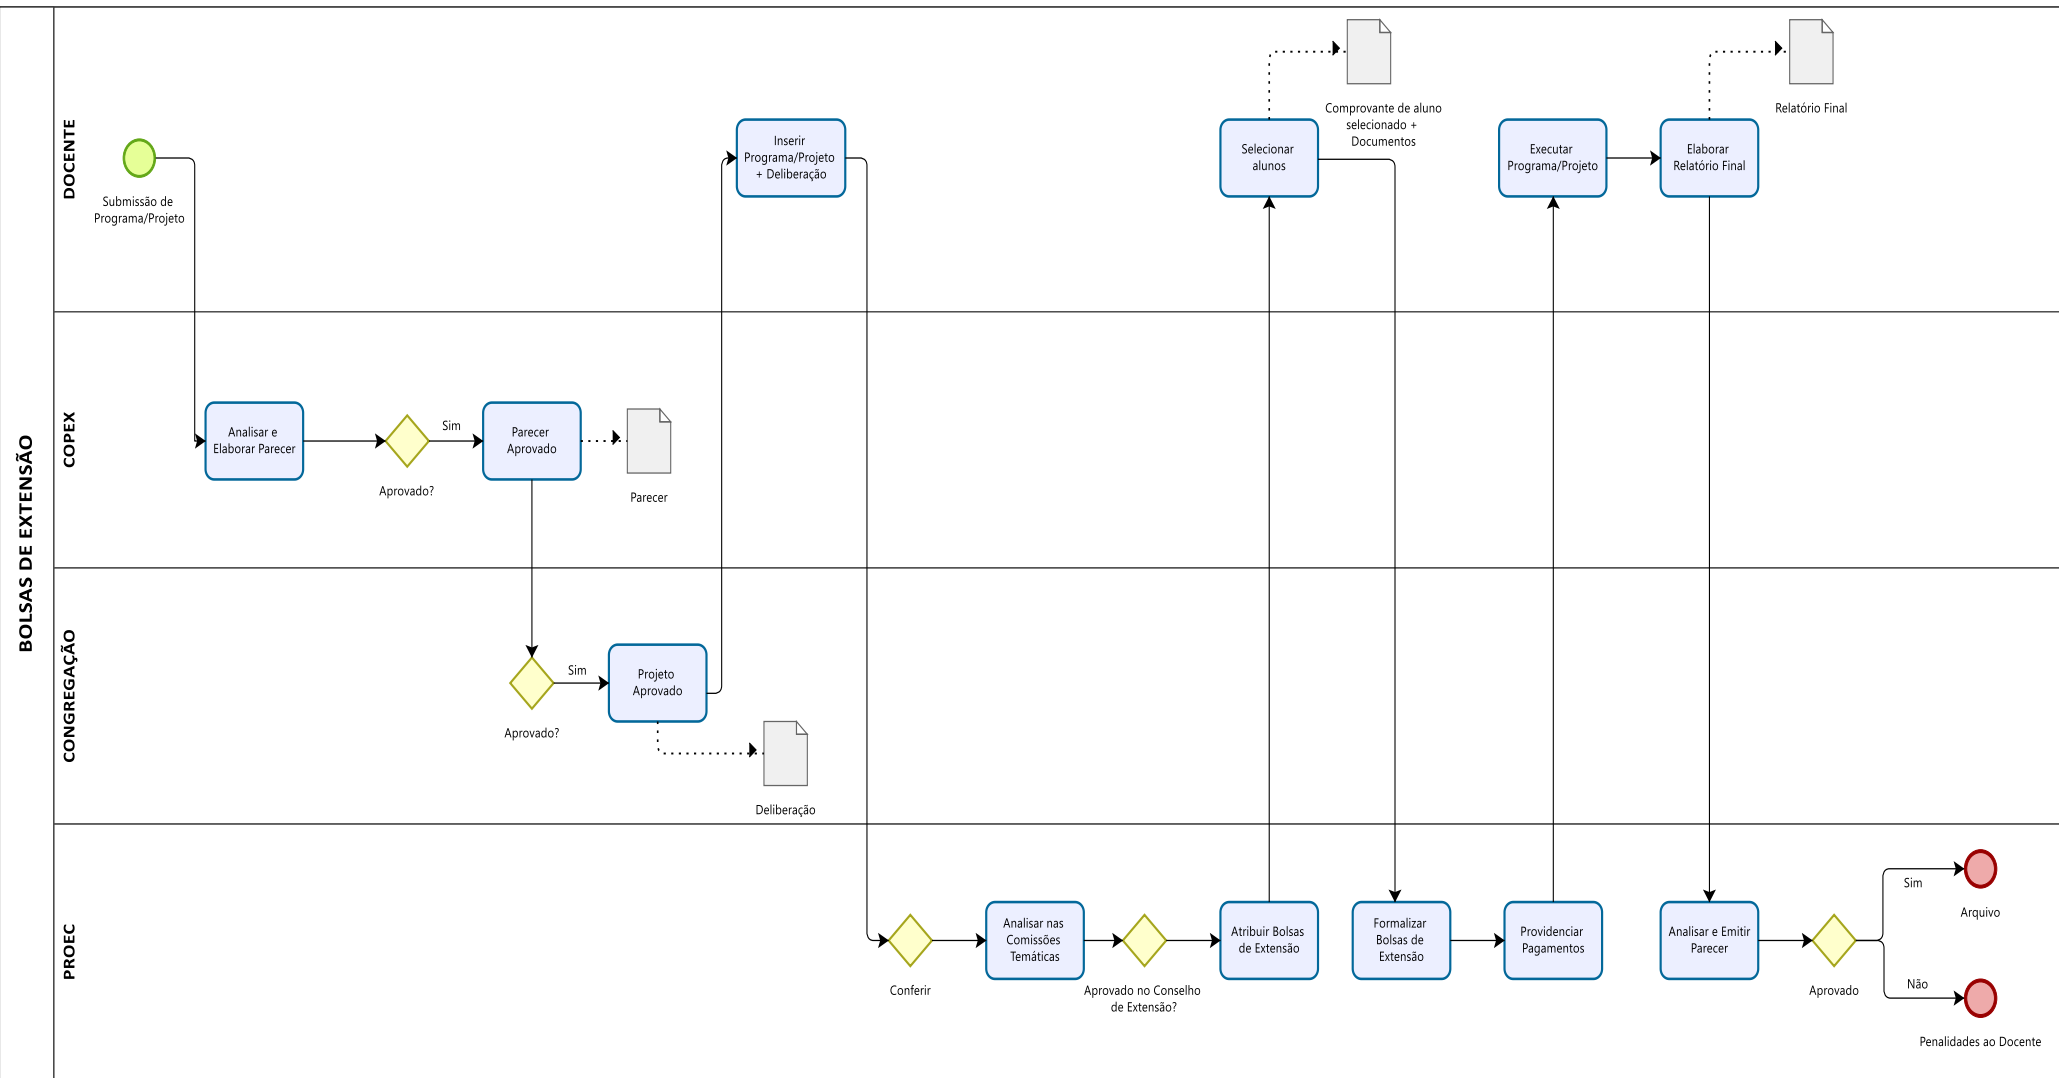 BOLSAS DE EXTENSÃO
DOCENTE
Submissão de
Programa/Projeto
Inserir
Programa/Projeto
+ Deliberação
Selecionar
alunos
Comprovante de aluno
selecionado +
Documentos
Executar
Programa/Projeto
Elaborar
Relatório Final
Relatório Final
COPEX
Analisar e
Elaborar Parecer
Aprovado?
Sim
Parecer
Aprovado
Parecer
CONGREGAÇÃO
Aprovado?
Sim
Projeto
Aprovado
Deliberação
PROEC
Conferir
Analisar nas
Comissões
Temáticas
Aprovado no Conselho
de Extensão?
Atribuir Bolsas
de Extensão
Formalizar
Bolsas de
Extensão
Providenciar
Pagamentos
Analisar e Emitir
Parecer
Aprovado
Sim
Arquivo
Não
Penalidades ao Docente